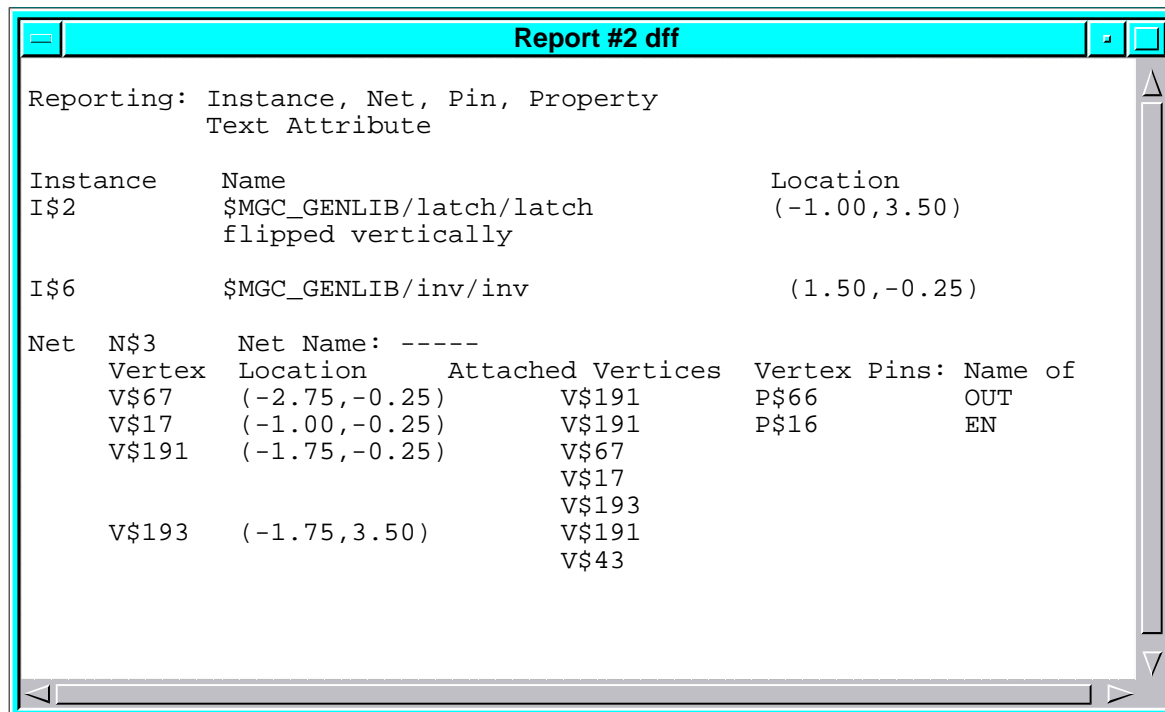 Report #2 dff
Reporting: Instance, Net, Pin, Property
Text Attribute
Instance Name Location
I$2 $MGC_GENLIB/latch/latch (-1.00,3.50)
flipped vertically
I$6 $MGC_GENLIB/inv/inv (1.50,-0.25)
Net N$3 Net Name: -----
Vertex Location Attached Vertices Vertex Pins: Name of
V$67 (-2.75,-0.25) V$191 P$66 OUT
V$17 (-1.00,-0.25) V$191 P$16 EN
V$191 (-1.75,-0.25) V$67
V$17
V$193
V$193 (-1.75,3.50) V$191
V$43